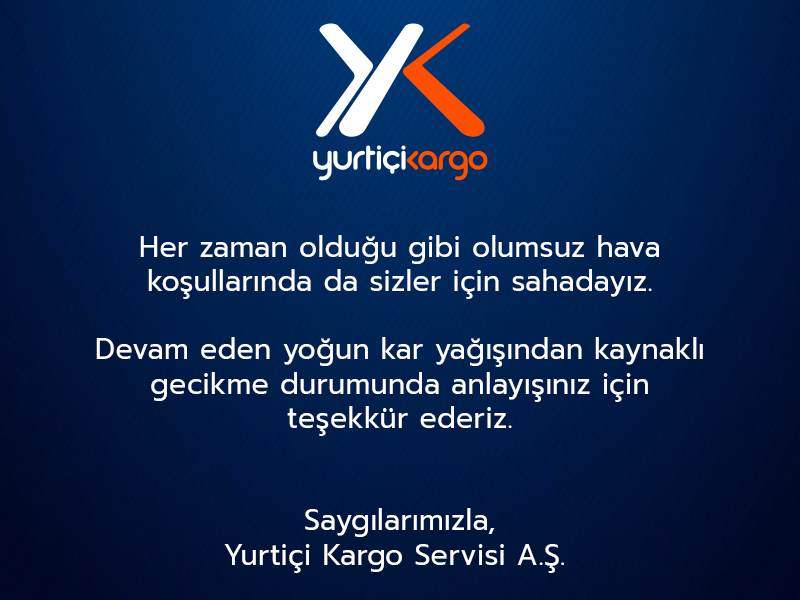 yurtiçikargo
Her zaman olduğu gibi olumsuz hava
koşullarında da sizler için sahadayız.
Devam eden yoğun kar yağışından kaynaklı
gecikme durumunda anlayışınız için
teşekkür ederiz.
Saygılarımızla,
Yurtiçi Kargo Servisi A.Ş.